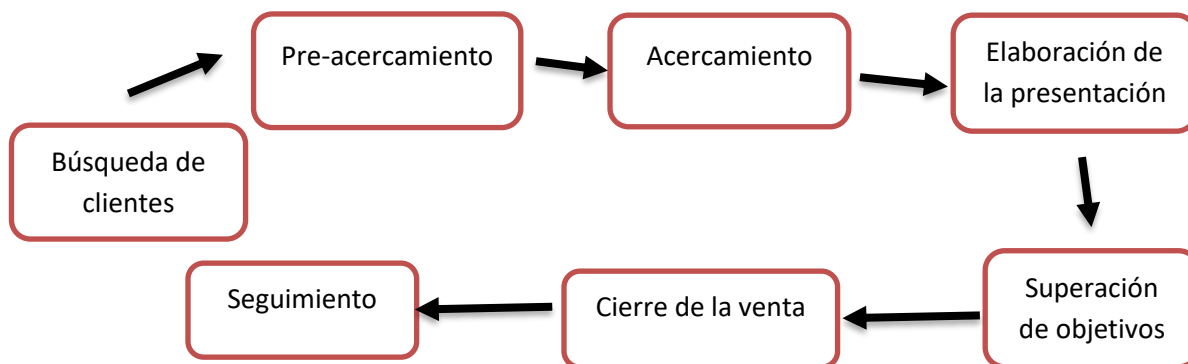 Pre-acercamiento
Acercamiento
Elaboración de
la presentación
Búsqueda de
clientes
Superación
de objetivos
Cierre de la venta
Seguimiento